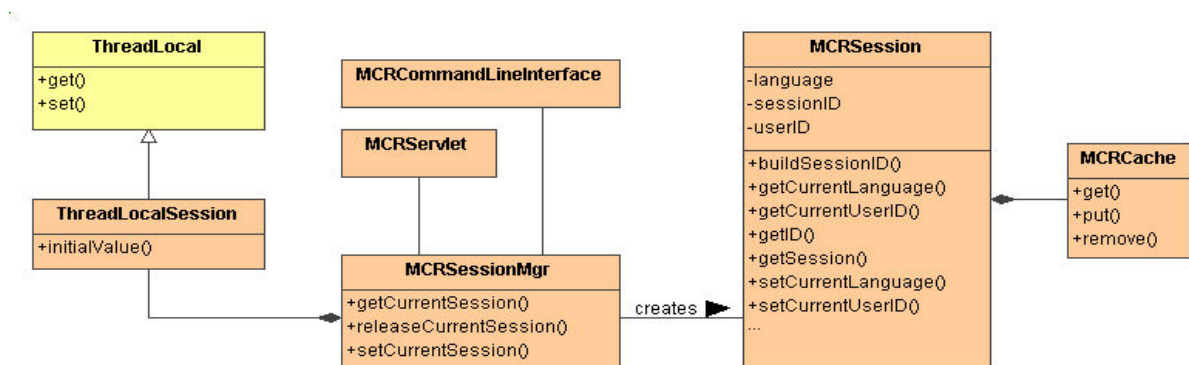 ThreadLocal
+get()
+set()
ThreadLocalSession
+initialValue()
MCRCommandLineInterface
MCRServlet
MCRSessionMgr
+getCurrentSession()
+releaseCurrentSession()
+setCurrentSession()
creates
MCRSession
-language
-sessionID
-userID
+buildSessionID()
+getCurrentLanguage()
+getCurrentUserID()
+getID()
+getSession()
+setCurrentLanguage()
+setCurrentUserID()
...
MCRCache
+get()
+put()
+remove()